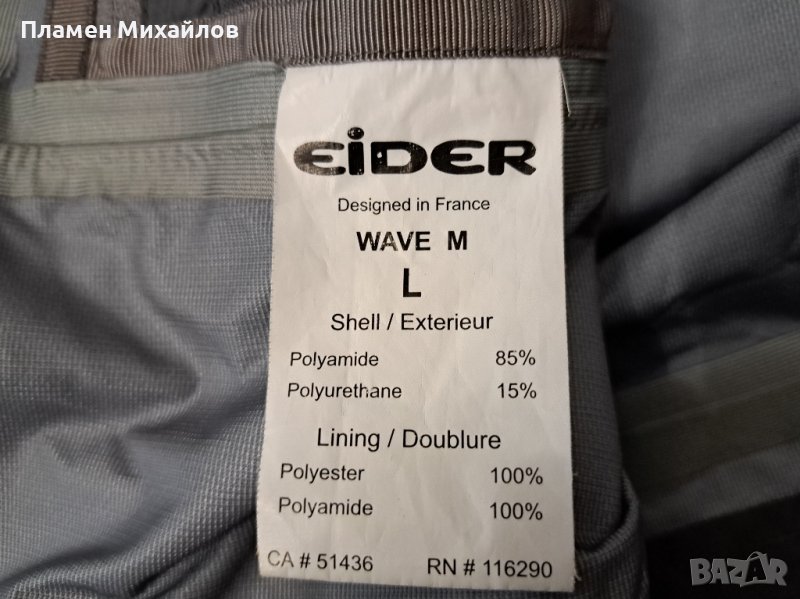 Пламен Михайлов
EiDER
Designed in France
WAVE M
L
Shell / Exterieur
Polyamide 85%
Polyurethane 15%
Lining / Doublure
Polyester 100%
Polyamide 100%
CA # 51436 RN # 116290
BAZAR